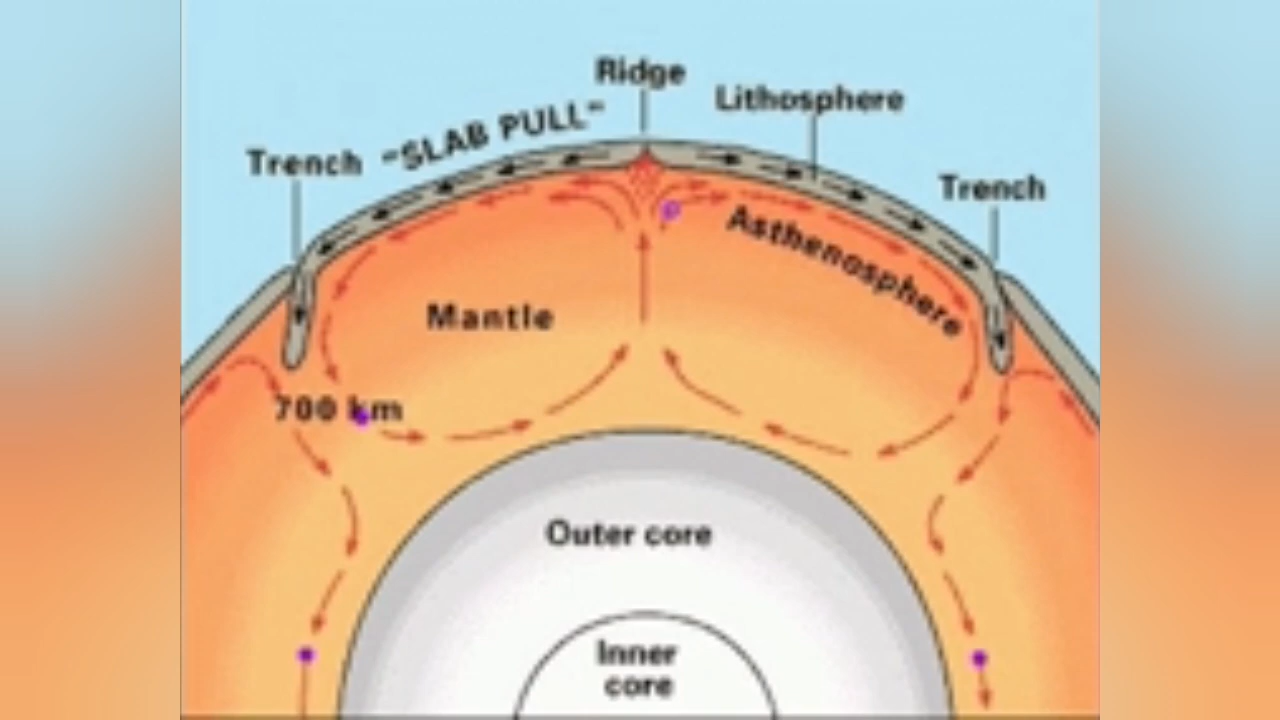 Ridge
Lithosphere
"SLAB PULL"
Trench
Trench
Asthenosphere
Mantle
700 km
Outer core
Inner
core